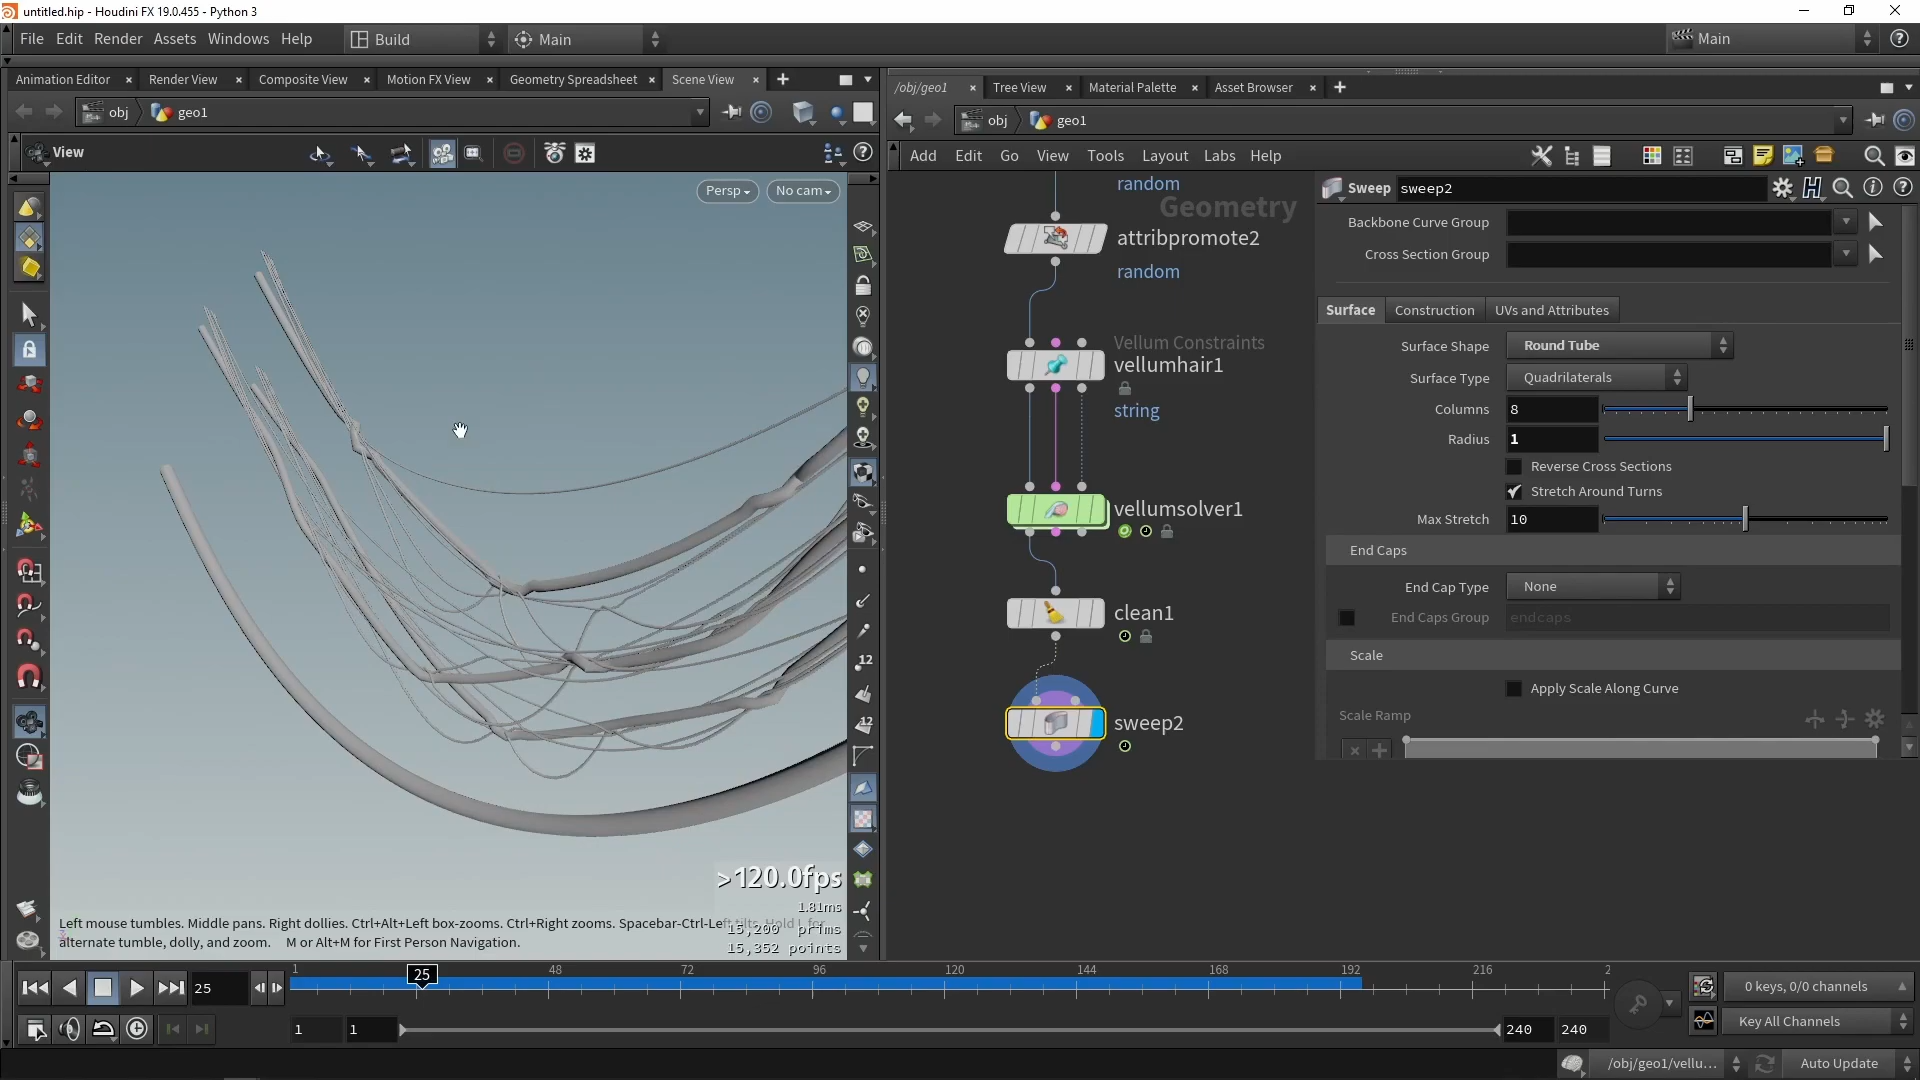 untitled.hip - Houdini FX 19.0.455 - Python 3
File Edit Render Assets Windows Help Build Main Main
Animation Editor × Render View × Composite View × Motion FX View × Geometry Spreadsheet × Scene View ×
/obj/geo1 × Tree View × Material Palette × Asset Browser ×
obj geo1
obj geo1
View
Add Edit Go View Tools Layout Labs Help
Persp No cam
random
Geometry
attribpromote2
random
Vellum Constraints
vellumhair1
string
vellumsolver1
clean1
sweep2
Sweep sweep2
Backbone Curve Group
Cross Section Group
Surface Construction UVs and Attributes
Surface Shape Round Tube
Surface Type Quadrilaterals
Columns 8
Radius 1
Reverse Cross Sections
Stretch Around Turns
Max Stretch 10
End Caps
End Cap Type None
End Caps Group endcaps
Scale
Apply Scale Along Curve
Scale Ramp
12
12
>120.0fps
1.81ms
15,200 prims
15,352 points
Left mouse tumbles. Middle pans. Right dollies. Ctrl+Alt+Left box-zooms. Ctrl+Right zooms. Spacebar-Ctrl-Left tilts. Hold L for
alternate tumble, dolly, and zoom. M or Alt+M for First Person Navigation.
25 1 25 48 72 96 120 144 168 192 216 2
0 keys, 0/0 channels
1 1 240 240
Key All Channels
/obj/geo1/vellu... Auto Update